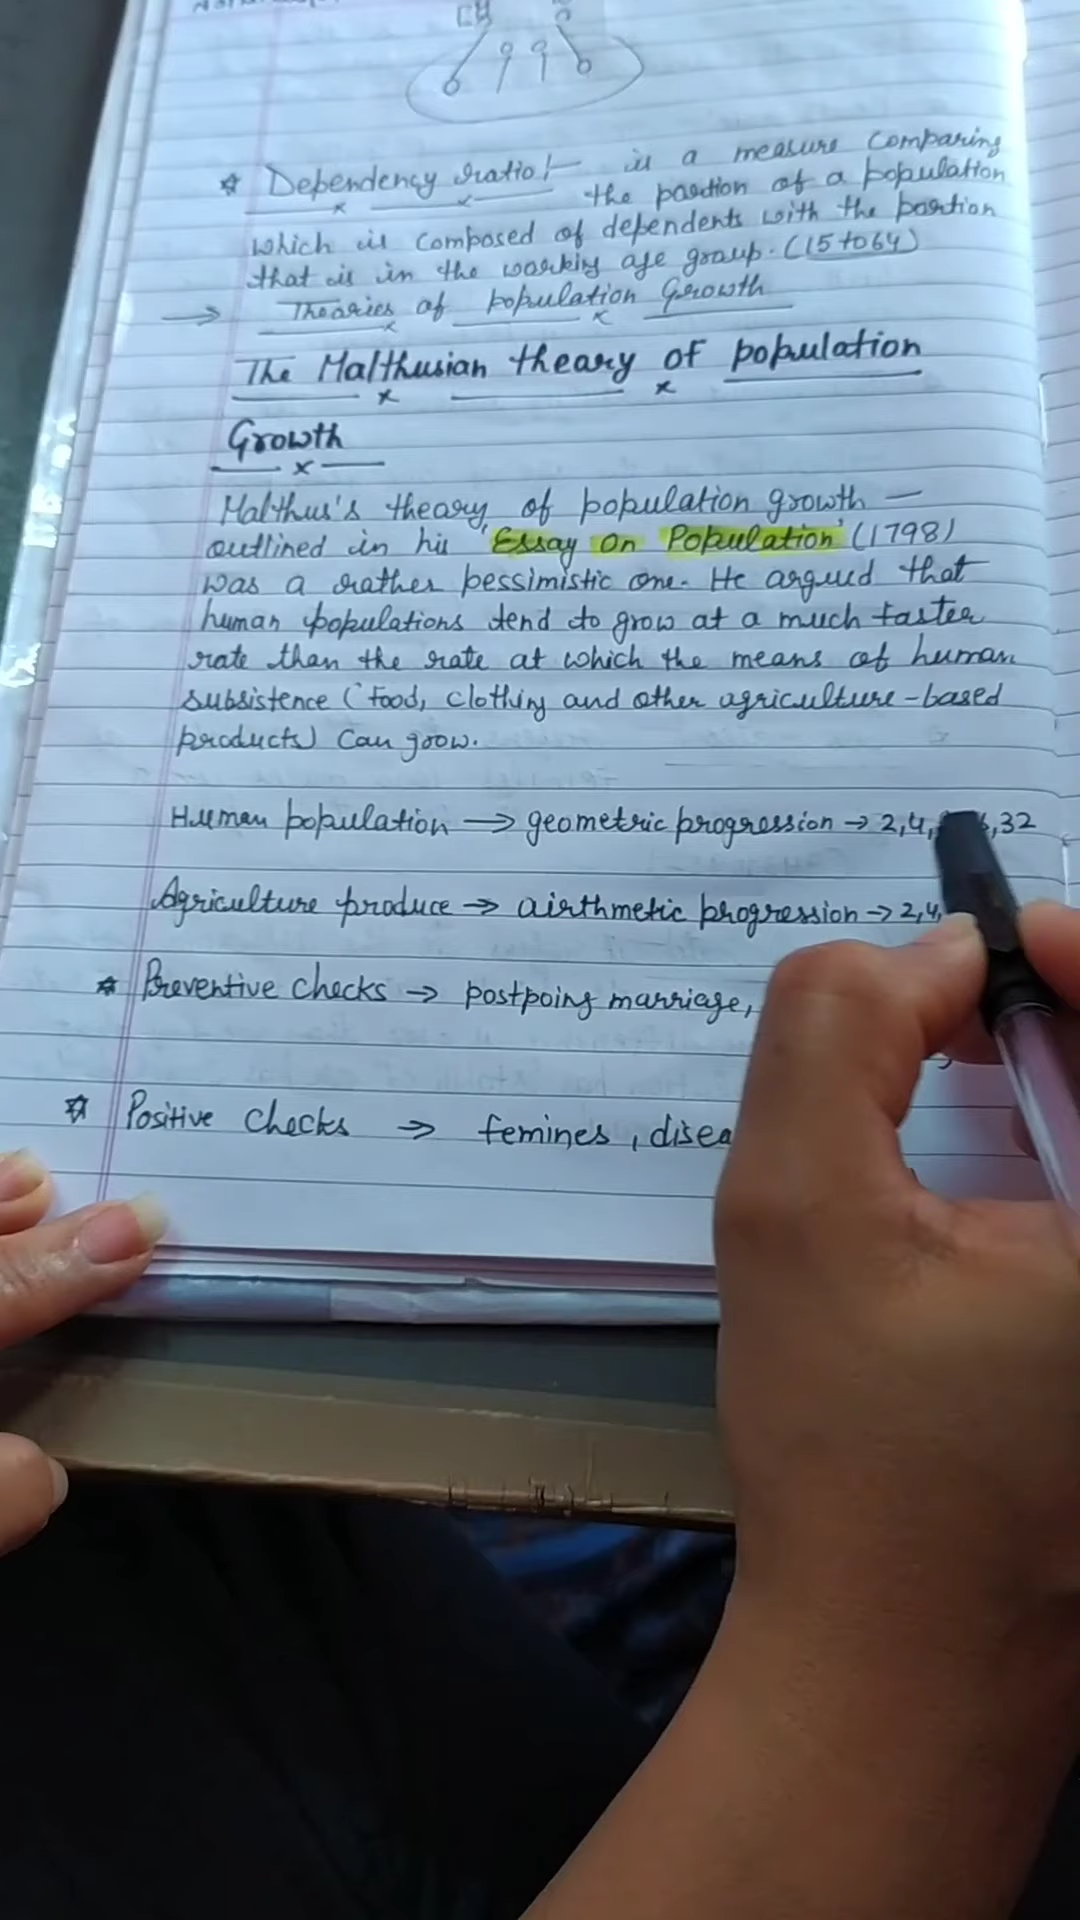 ☆ Dependency ratio!- is a measure comparing
the portion of a population
which is composed of dependents with the portion
that is in the working age group. (15 to 64)
→ Theories of population Growth
The Malthusian theory of population
Growth
Malthus's theory of population growth —
outlined in his 'Essay on Population' (1798)
was a rather pessimistic one. He argued that
human populations tend to grow at a much faster
rate than the rate at which the means of human
subsistence (food, clothing and other agriculture-based
products) can grow.
Human population → geometric progression → 2,4, ,32
Agriculture produce → airthmetic progression → 2,4,
☆ Preventive checks → postpoing marriage,
☆ Positive checks → femines, disea